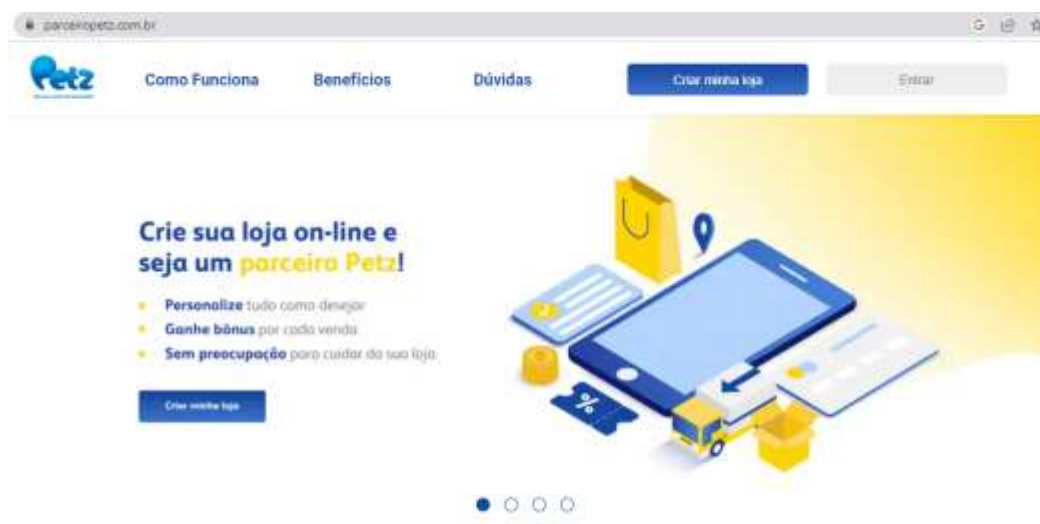 parceiropetz.com.br
Petz
Como Funciona
Benefícios
Dúvidas
Criar minha loja
Entrar
Crie sua loja on-line e
seja um parceiro Petz!
Personalize tudo como desejar
Ganhe bônus por cada venda
Sem preocupação para cuidar da sua loja
Criar minha loja
%